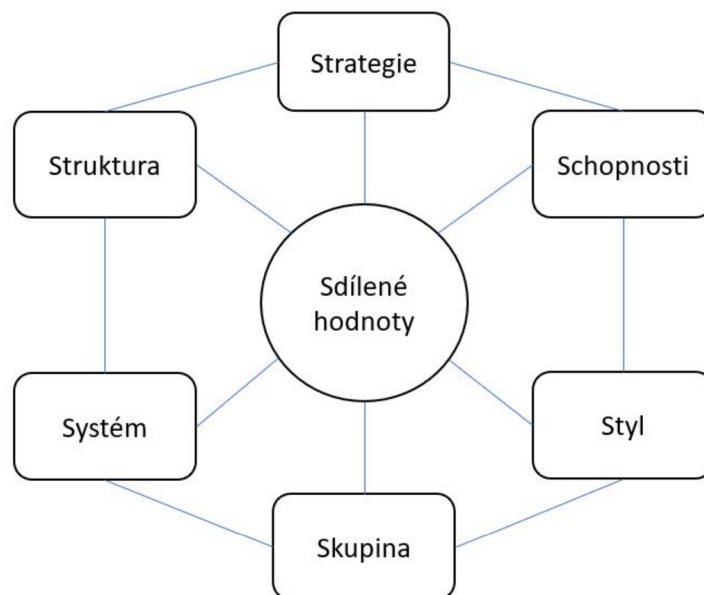 Strategie
Struktura
Schopnosti
Sdílené
hodnoty
Systém
Styl
Skupina